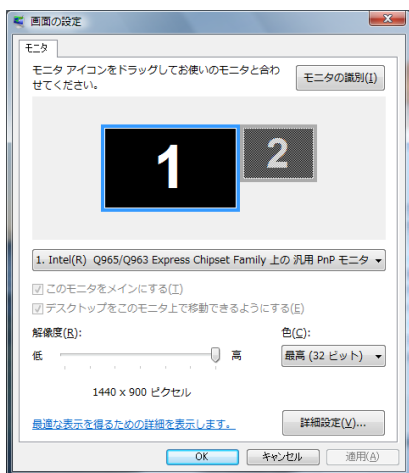 画面の設定
モニタ
モニタ アイコンをドラッグしてお使いのモニタと合わ
せてください。
モニタの識別(I)
1
2
1. Intel(R) Q965/Q963 Express Chipset Family 上の 汎用 PnP モニタ
このモニタをメインにする(T)
デスクトップをこのモニタ上で移動できるようにする(E)
解像度(R):
色(C):
低
高
最高 (32 ビット)
1440 x 900 ピクセル
最適な表示を得るための詳細を表示します。
詳細設定(V)...
OK
キャンセル
適用(A)